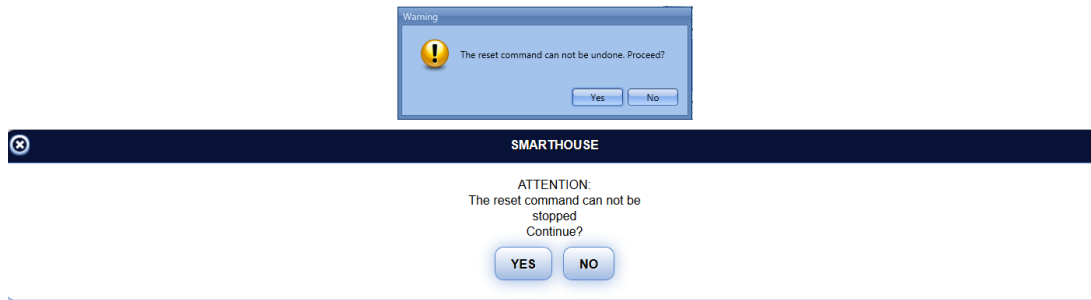 Warning
The reset command can not be undone. Proceed?
Yes No
SMARTHOUSE
ATTENTION:
The reset command can not be
stopped
Continue?
YES NO